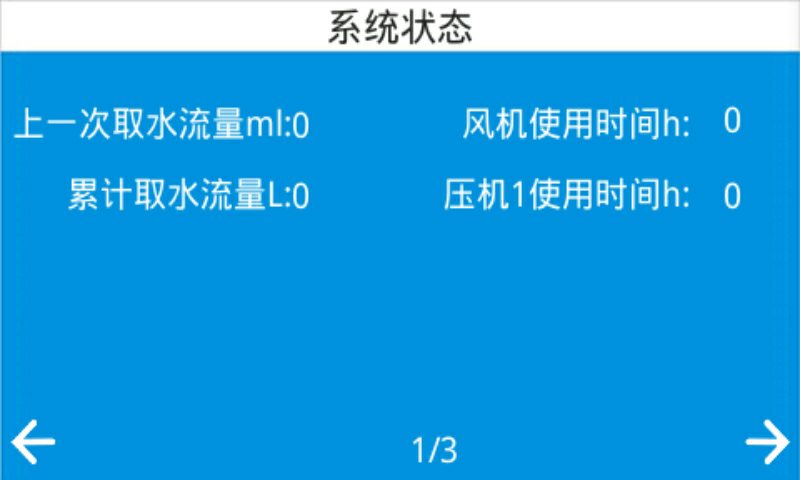 系统状态
上一次取水流量ml:0
风机使用时间h: 0
累计取水流量L:0
压机1使用时间h: 0
1/3